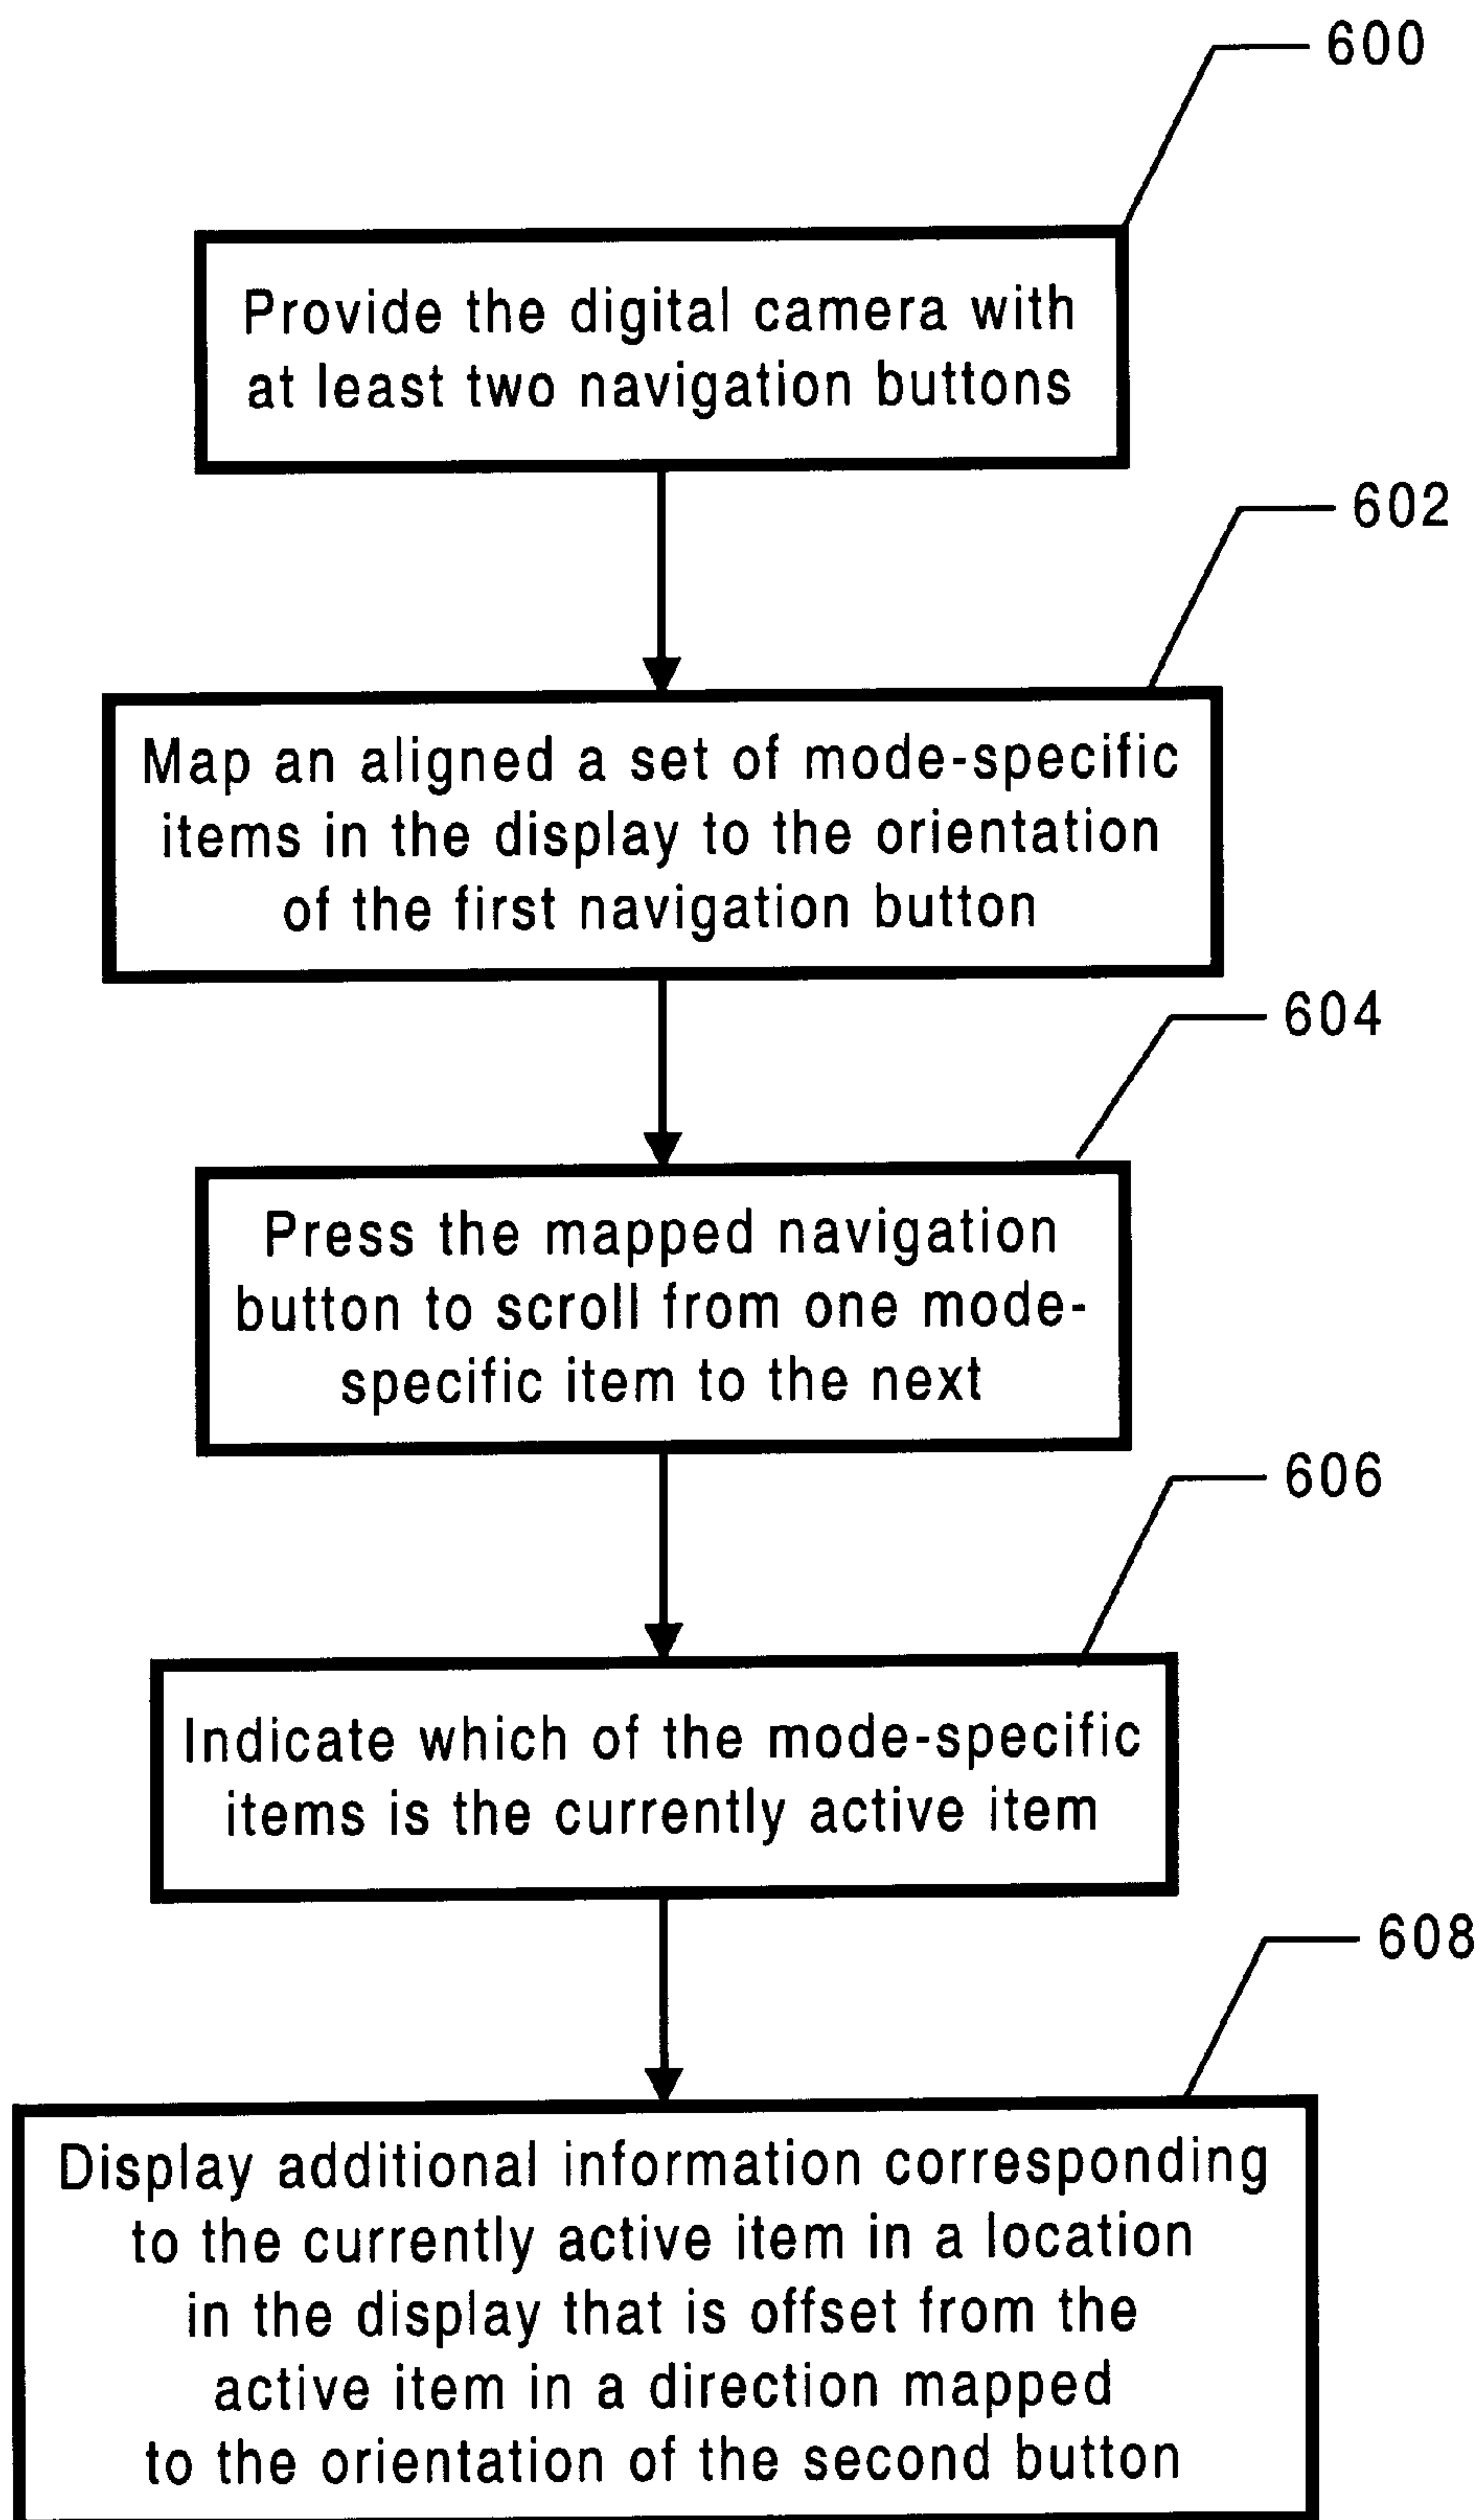 600
Provide the digital camera with
at least two navigation buttons
602
Map an aligned a set of mode-specific
items in the display to the orientation
of the first navigation button
604
Press the mapped navigation
button to scroll from one mode-
specific item to the next
606
Indicate which of the mode-specific
items is the currently active item
608
Display additional information corresponding
to the currently active item in a location
in the display that is offset from the
active item in a direction mapped
to the orientation of the second button